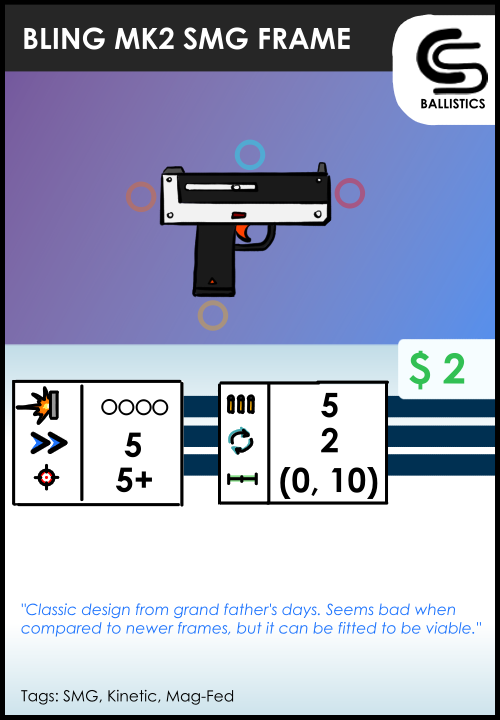 BLING MK2 SMG FRAME
BALLISTICS
$ 2
5
5+
5
2
(0, 10)
"Classic design from grand father's days. Seems bad when
compared to newer frames, but it can be fitted to be viable."
Tags: SMG, Kinetic, Mag-Fed